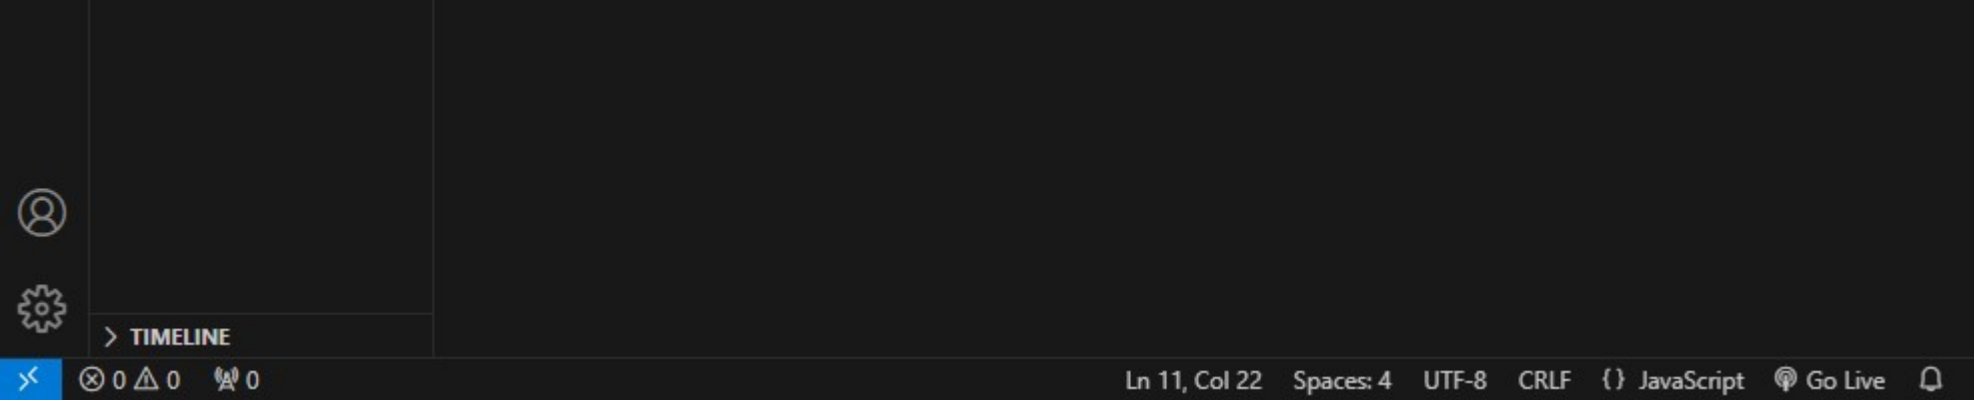 TIMELINE
0 0 0 Ln 11, Col 22 Spaces: 4 UTF-8 CRLF {} JavaScript Go Live